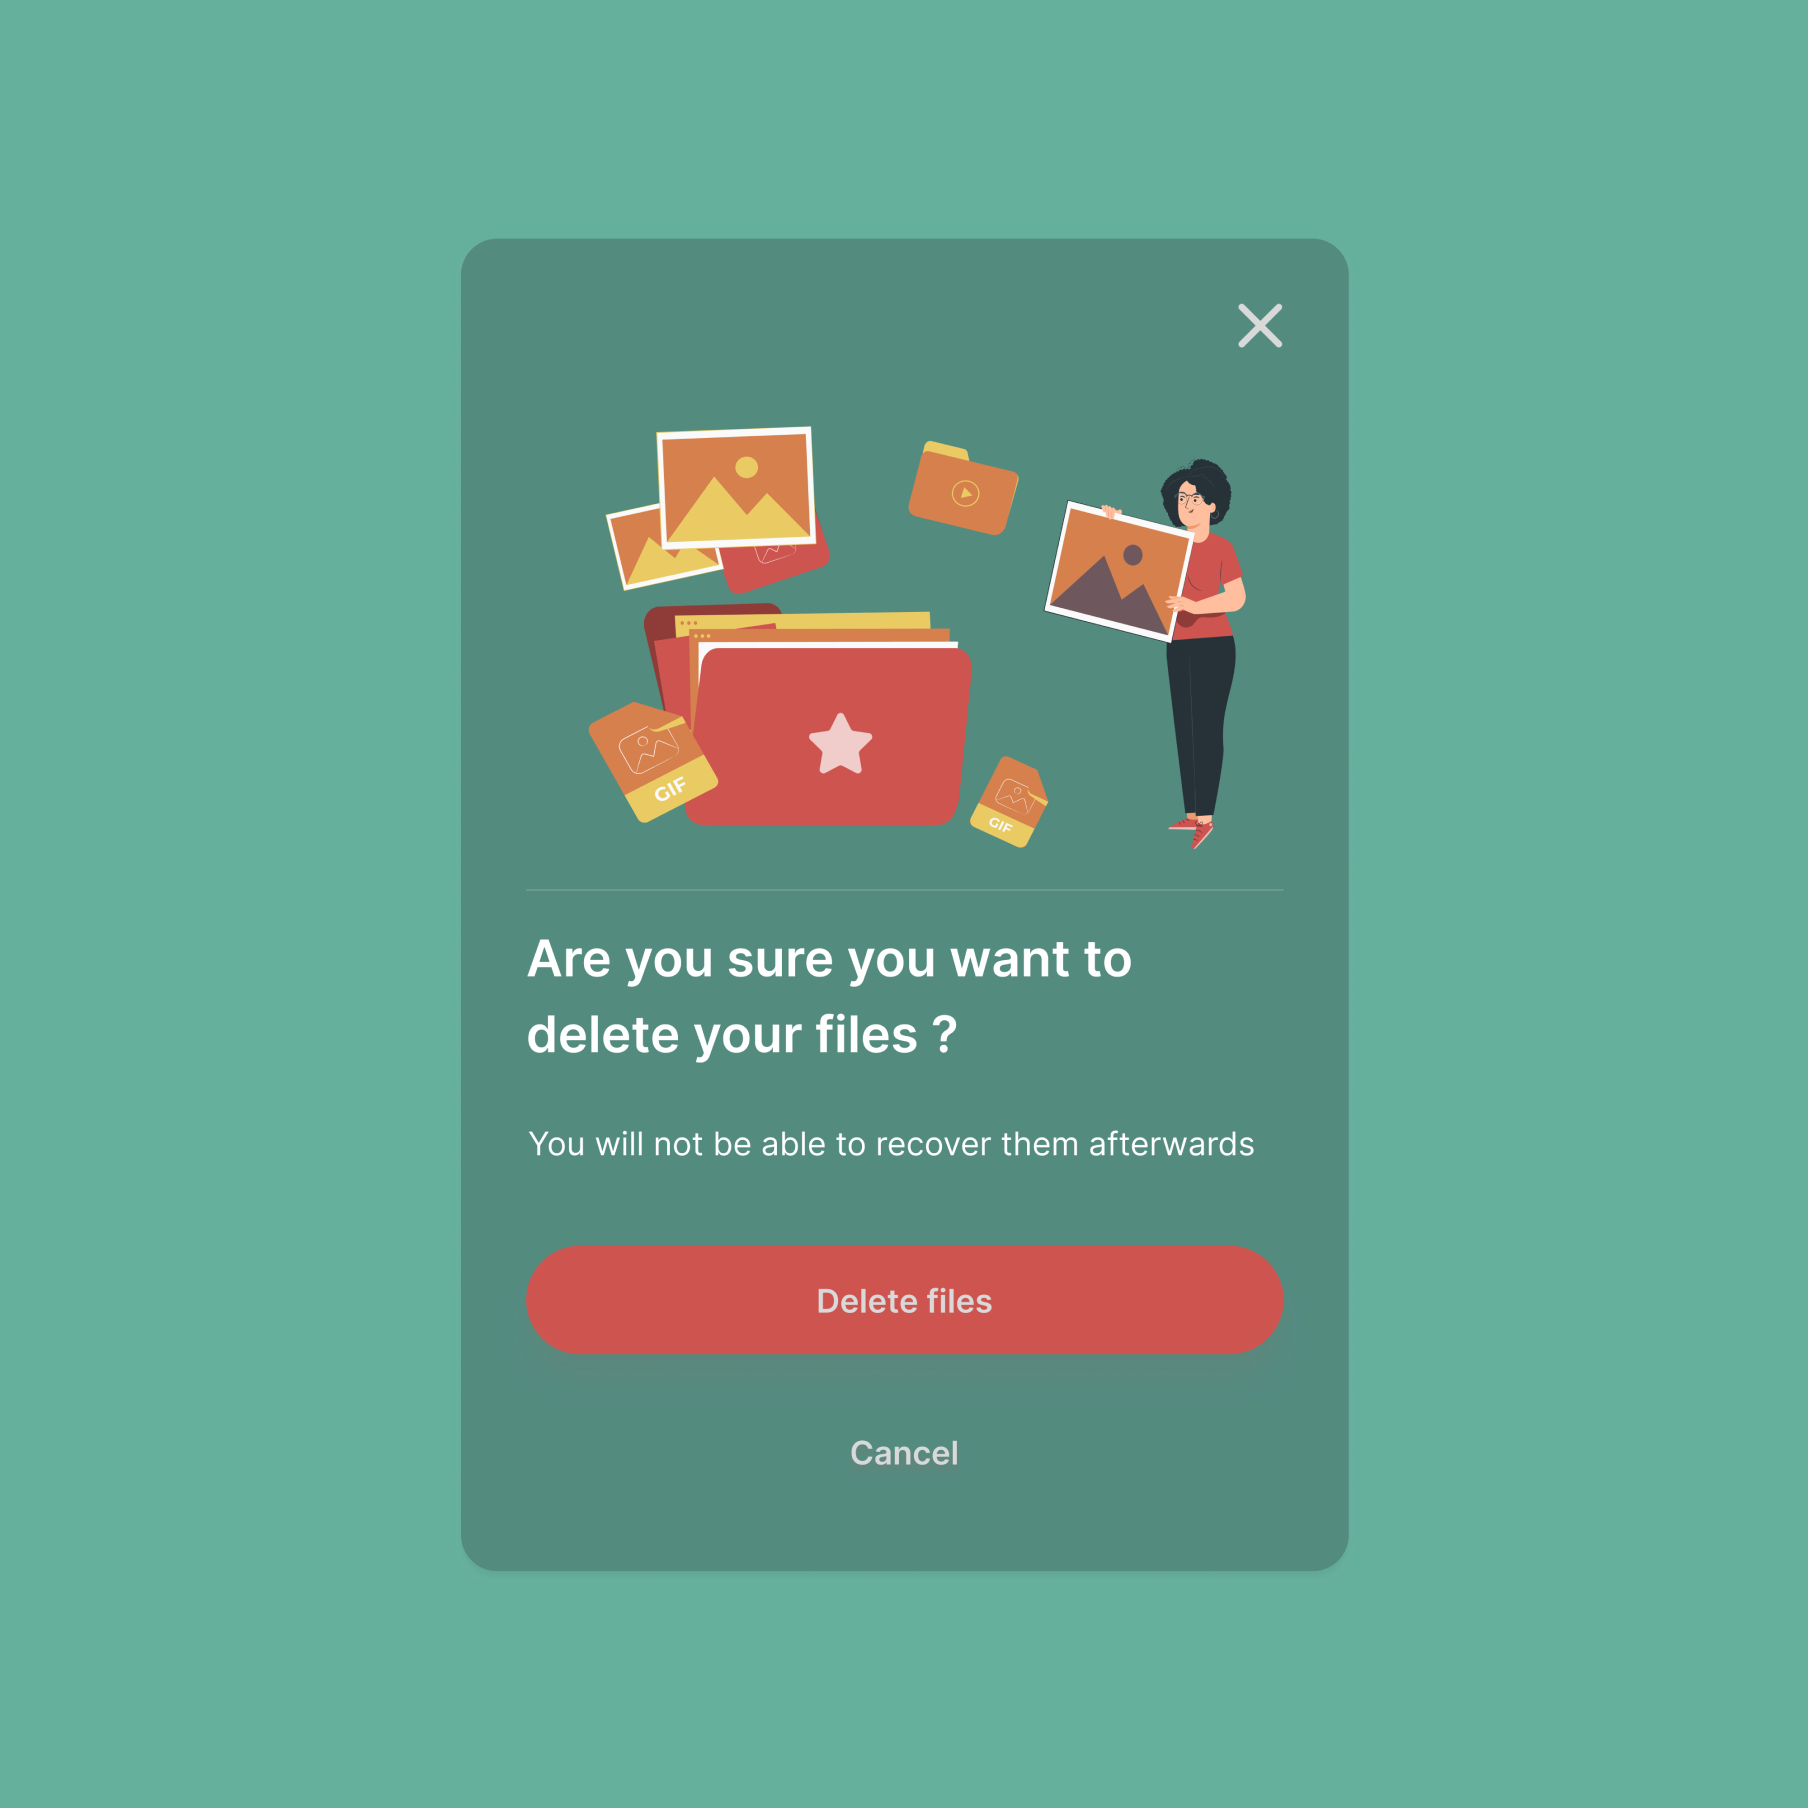 GIF
GIF
Are you sure you want to
delete your files ?
You will not be able to recover them afterwards
Delete files
Cancel